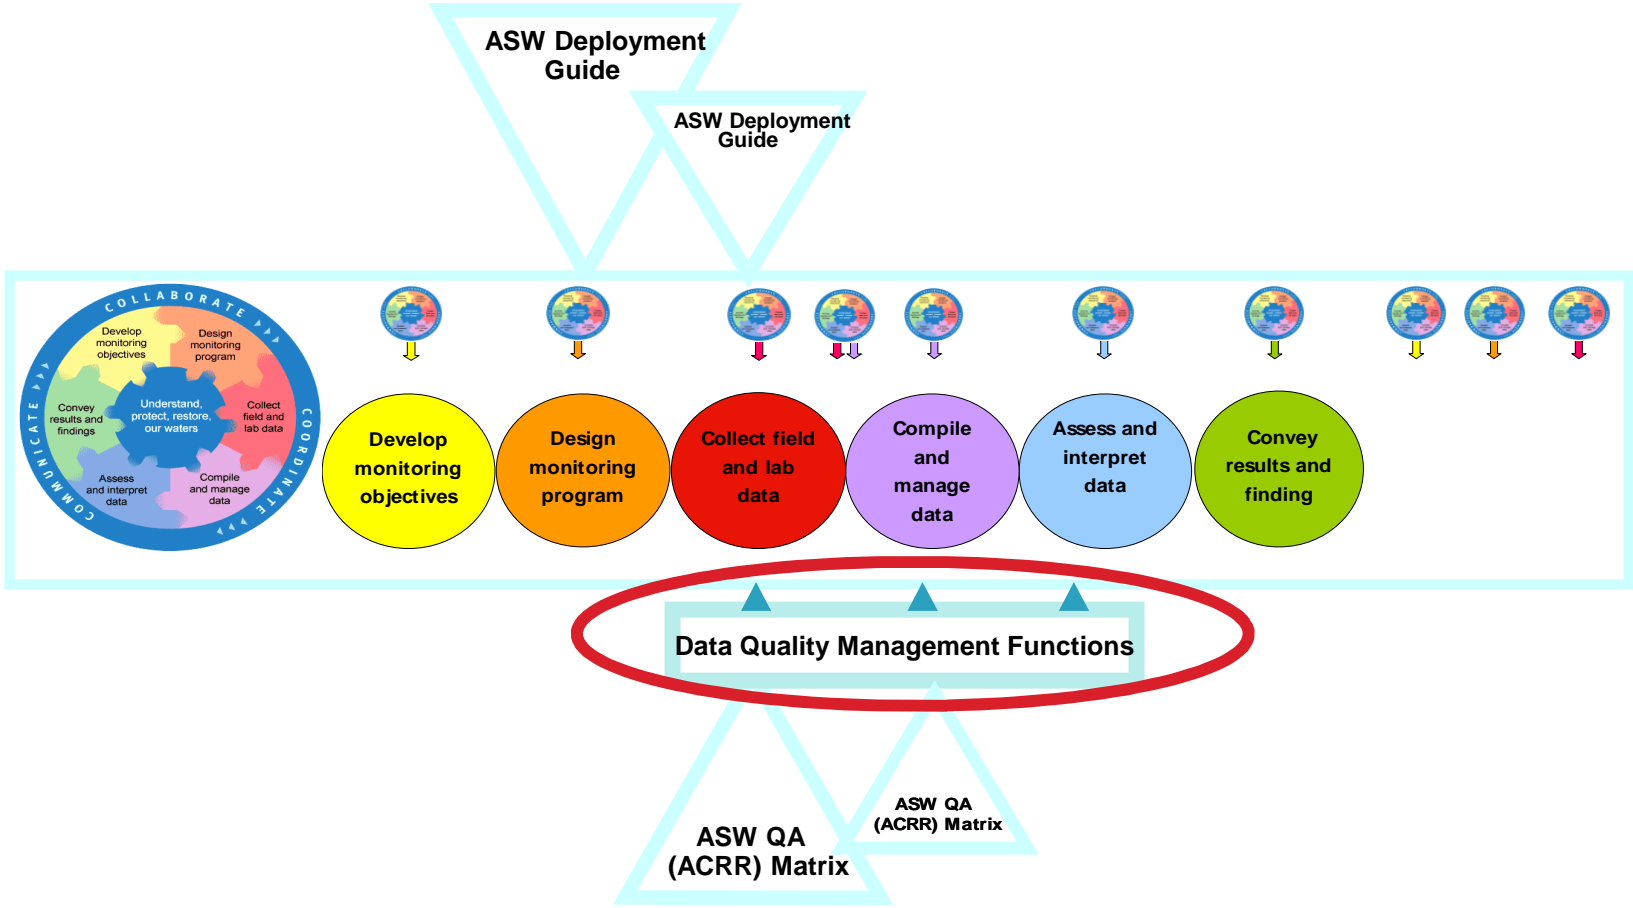 ASW Deployment
Guide
ASW Deployment
Guide
COLLABORATE
COORDINATE
COMMUNICATE
Develop
monitoring
objectives
Design
monitoring
program
Collect
field and
lab data
Compile
and manage
data
Assess
and interpret
data
Convey
results and
findings
Understand,
protect, restore,
our waters
Develop
monitoring
objectives
Design
monitoring
program
Collect field
and lab
data
Compile
and
manage
data
Assess and
interpret
data
Convey
results and
finding
Data Quality Management Functions
ASW QA
(ACRR) Matrix
ASW QA
(ACRR) Matrix